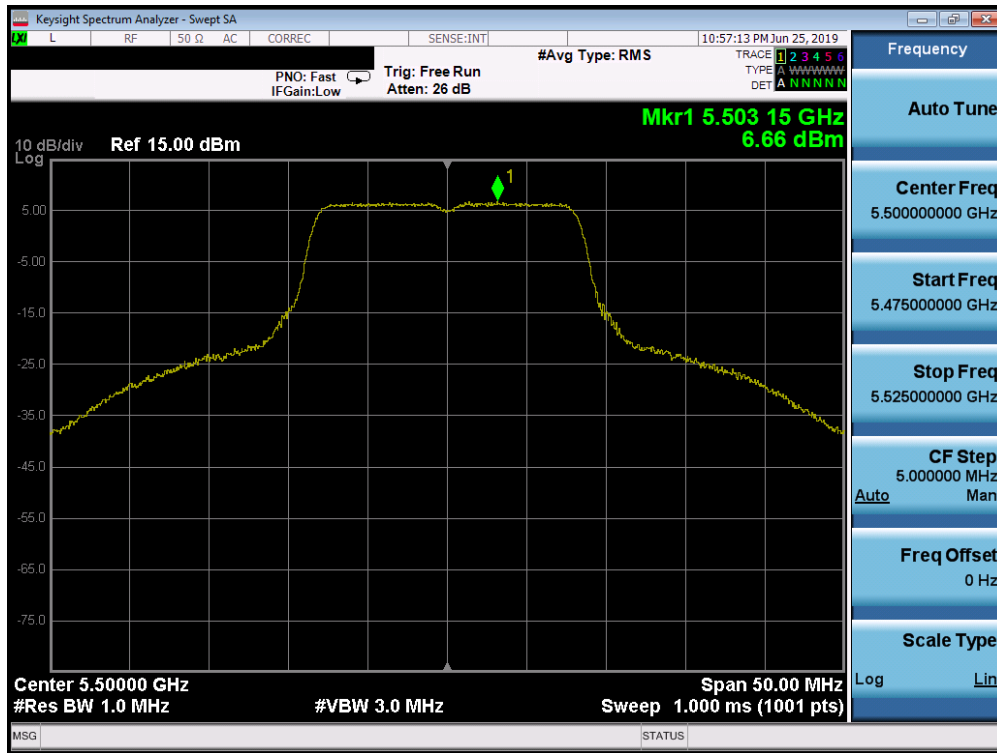 Keysight Spectrum Analyzer - Swept SA
LXI L RF 50 Ω AC CORREC SENSE:INT 10:57:13 PM Jun 25, 2019
#Avg Type: RMS
TRACE 1 2 3 4 5 6
PNO: Fast Trig: Free Run
TYPE A WWWWW
IFGain:Low Atten: 26 dB
DET A N N N N N
Mkr1 5.503 15 GHz
6.66 dBm
10 dB/div Ref 15.00 dBm
Log
1
5.00
-5.00
-15.0
-25.0
-35.0
-45.0
-55.0
-65.0
-75.0
Center 5.50000 GHz Span 50.00 MHz
#Res BW 1.0 MHz #VBW 3.0 MHz Sweep 1.000 ms (1001 pts)
MSG STATUS
Frequency
Auto Tune
Center Freq
5.500000000 GHz
Start Freq
5.475000000 GHz
Stop Freq
5.525000000 GHz
CF Step
5.000000 MHz
Auto Man
Freq Offset
0 Hz
Scale Type
Log Lin